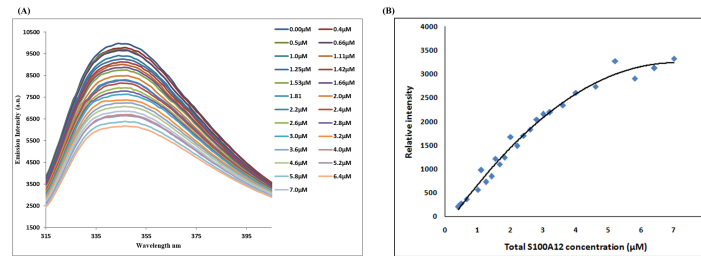 (A)
10500
9500
8500
7500
6500
5500
4500
3500
2500
1500
315
335
355
375
395
Emission Intensity (a.u.)
Wavelength nm
0.00μM 0.4μM
0.5μM 0.66μM
1.0μM 1.11μM
1.25μM 1.42μM
1.53μM 1.66μM
1.81 2.0μM
2.2μM 2.4μM
2.6μM 2.8μM
3.0μM 3.2μM
3.6μM 4.0μM
4.6μM 5.2μM
5.8μM 6.4μM
7.0μM
(B)
4000
3500
3000
2500
2000
1500
1000
500
0
0 1 2 3 4 5 6 7
Relative intensity
Total S100A12 concentration (μM)